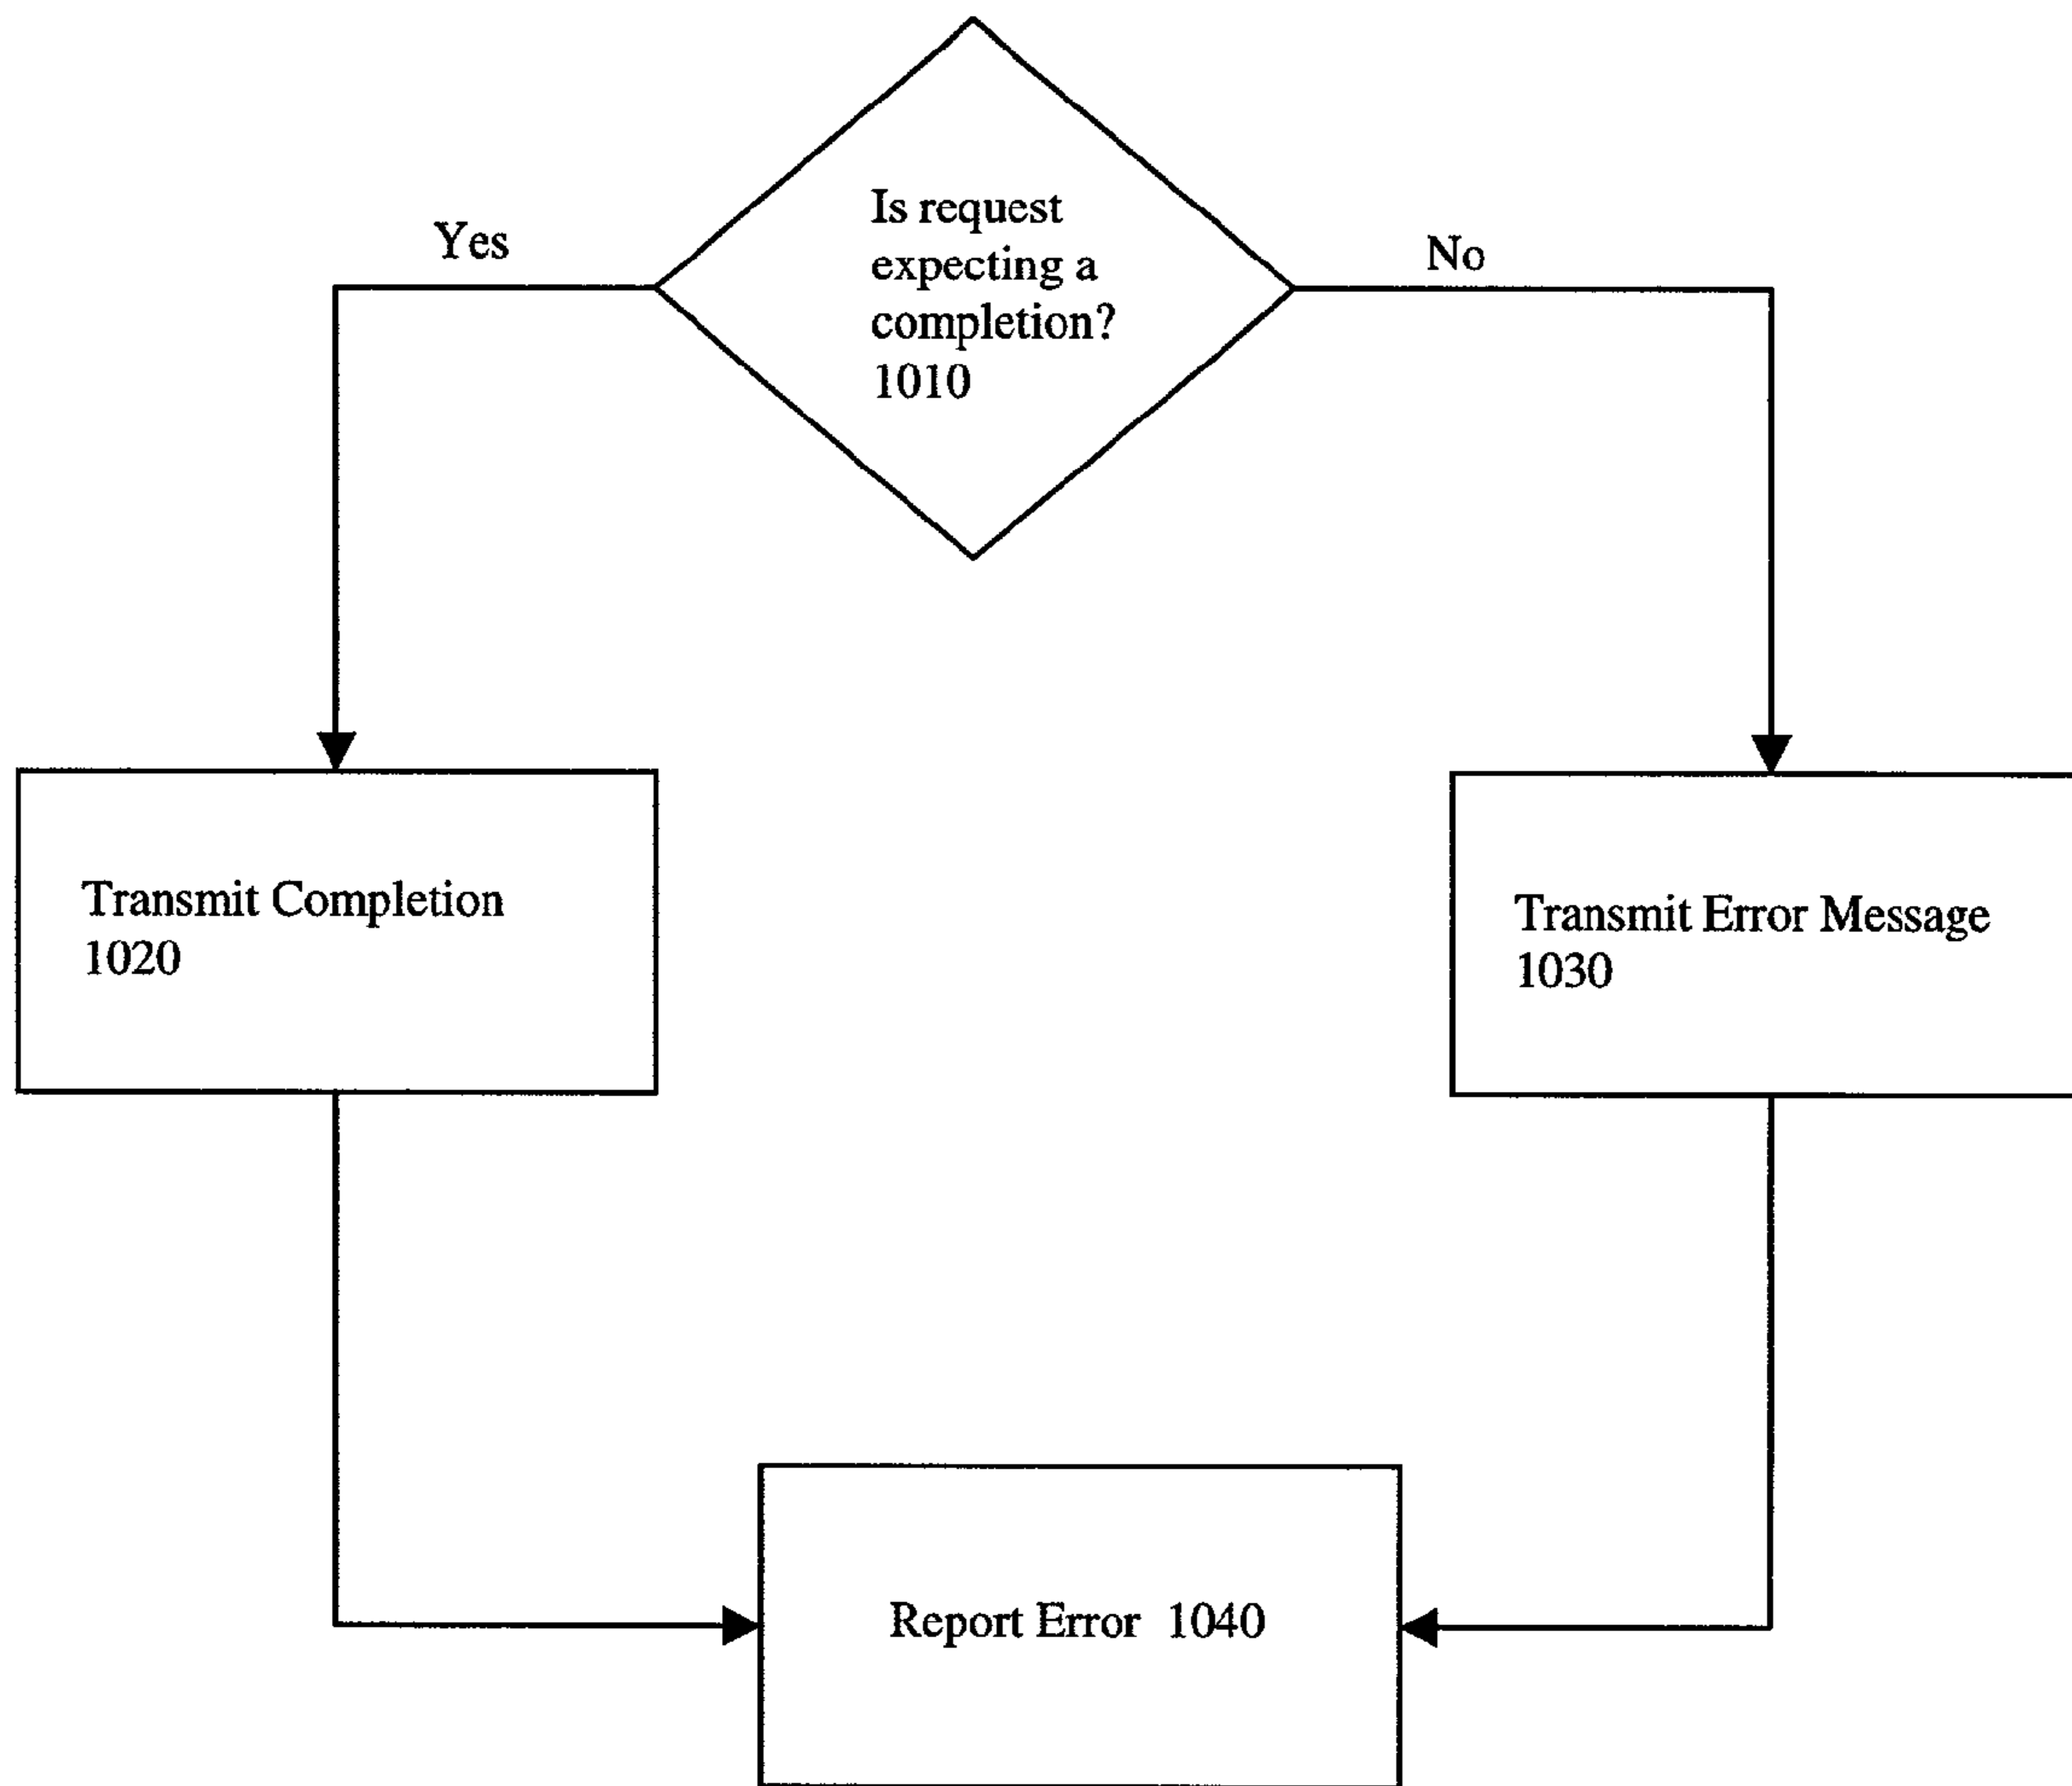 Is request
expecting a
completion?
1010
Yes
No
Transmit Completion
1020
Transmit Error Message
1030
Report Error 1040